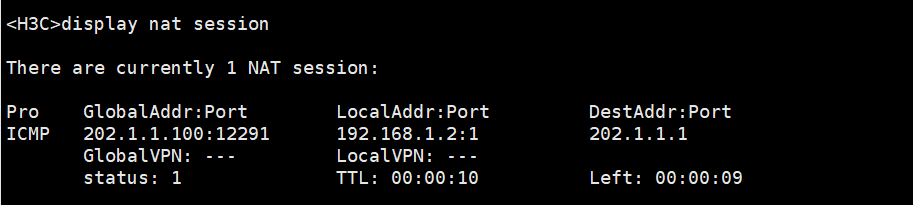 <H3C>display nat session
There are currently 1 NAT session:
Pro GlobalAddr:Port LocalAddr:Port DestAddr:Port
ICMP 202.1.1.100:12291 192.168.1.2:1 202.1.1.1
GlobalVPN: --- LocalVPN: ---
status: 1 TTL: 00:00:10 Left: 00:00:09